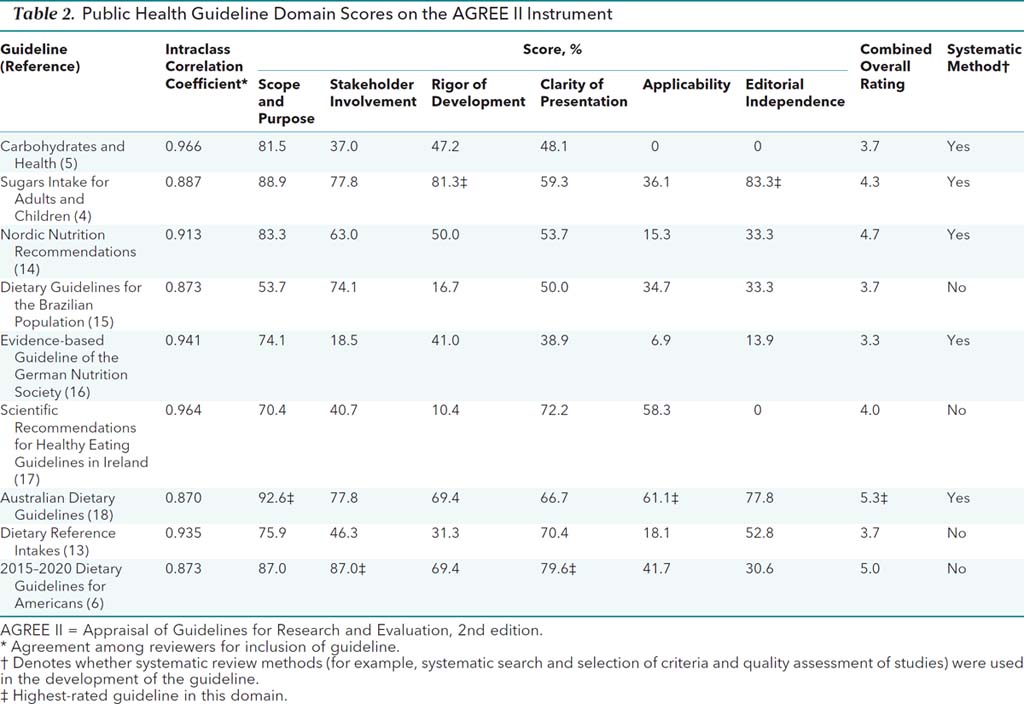 Table 2. Public Health Guideline Domain Scores on the AGREE II Instrument
Guideline (Reference) Intraclass Correlation Coefficient* Score, % Combined Overall Rating Systematic Method†
Scope and Purpose Stakeholder Involvement Rigor of Development Clarity of Presentation Applicability Editorial Independence
Carbohydrates and 0.966 81.5 37.0 47.2 48.1 0 0 3.7 Yes
Health (5)
Sugars Intake for 0.887 88.9 77.8 81.3‡ 59.3 36.1 83.3‡ 4.3 Yes
Adults and
Children (4)
Nordic Nutrition 0.913 83.3 63.0 50.0 53.7 15.3 33.3 4.7 Yes
Recommendations
(14)
Dietary Guidelines for 0.873 53.7 74.1 16.7 50.0 34.7 33.3 3.7 No
the Brazilian
Population (15)
Evidence-based 0.941 74.1 18.5 41.0 38.9 6.9 13.9 3.3 Yes
Guideline of the
German Nutrition
Society (16)
Scientific 0.964 70.4 40.7 10.4 72.2 58.3 0 4.0 No
Recommendations
for Healthy Eating
Guidelines in Ireland
(17)
Australian Dietary 0.870 92.6‡ 77.8 69.4 66.7 61.1‡ 77.8 5.3‡ Yes
Guidelines (18)
Dietary Reference 0.935 75.9 46.3 31.3 70.4 18.1 52.8 3.7 No
Intakes (13)
2015–2020 Dietary 0.873 87.0 87.0‡ 69.4 79.6‡ 41.7 30.6 5.0 No
Guidelines for
Americans (6)
AGREE II = Appraisal of Guidelines for Research and Evaluation, 2nd edition.
* Agreement among reviewers for inclusion of guideline.
† Denotes whether systematic review methods (for example, systematic search and selection of criteria and quality assessment of studies) were used
in the development of the guideline.
‡ Highest-rated guideline in this domain.